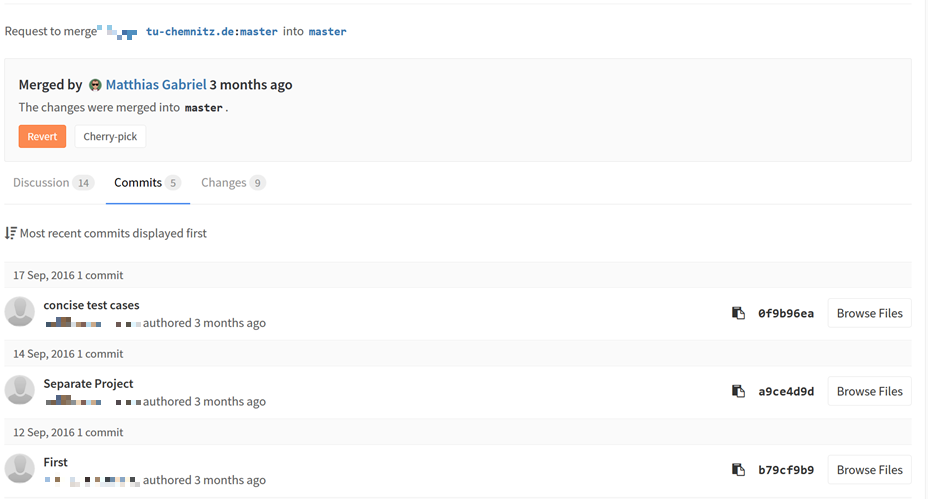 Request to merge tu-chemnitz.de:master into master
Merged by Matthias Gabriel 3 months ago
The changes were merged into master.
Revert Cherry-pick
Discussion 14 Commits 5 Changes 9
Most recent commits displayed first
17 Sep, 2016 1 commit
concise test cases
authored 3 months ago
0f9b96ea Browse Files
14 Sep, 2016 1 commit
Separate Project
authored 3 months ago
a9ce4d9d Browse Files
12 Sep, 2016 1 commit
First
authored 3 months ago
b79cf9b9 Browse Files